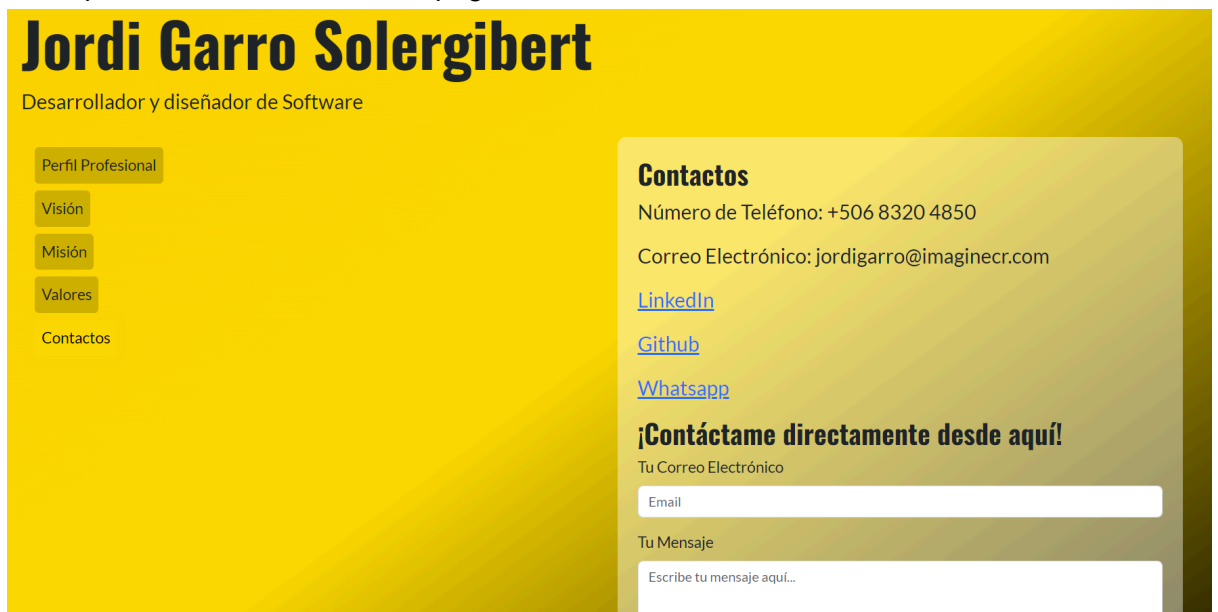 Jordi Garro Solergibert
Desarrollador y diseñador de Software
Perfil Profesional
Visión
Misión
Valores
Contactos
Contactos
Número de Teléfono: +506 8320 4850
Correo Electrónico: jordigarro@imaginecr.com
LinkedIn
Github
Whatsapp
¡Contáctame directamente desde aquí!
Tu Correo Electrónico
Email
Tu Mensaje
Escribe tu mensaje aquí...